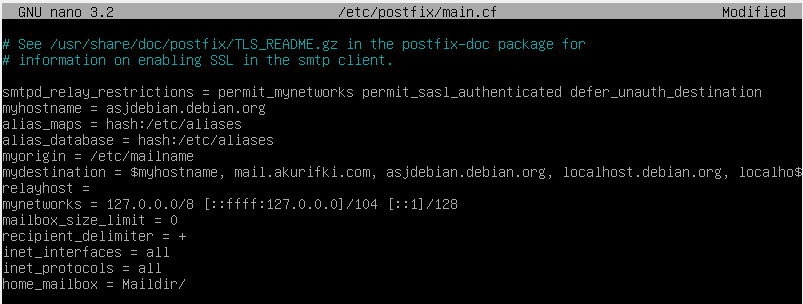 GNU nano 3.2 /etc/postfix/main.cf Modified
# See /usr/share/doc/postfix/TLS_README.gz in the postfix-doc package for
# information on enabling SSL in the smtp client.
smtpd_relay_restrictions = permit_mynetworks permit_sasl_authenticated defer_unauth_destination
myhostname = asjdebian.debian.org
alias_maps = hash:/etc/aliases
alias_database = hash:/etc/aliases
myorigin = /etc/mailname
mydestination = $myhostname, mail.akurifki.com, asjdebian.debian.org, localhost.debian.org, localho$
relayhost =
mynetworks = 127.0.0.0/8 [::ffff:127.0.0.0]/104 [::1]/128
mailbox_size_limit = 0
recipient_delimiter = +
inet_interfaces = all
inet_protocols = all
home_mailbox = Maildir/